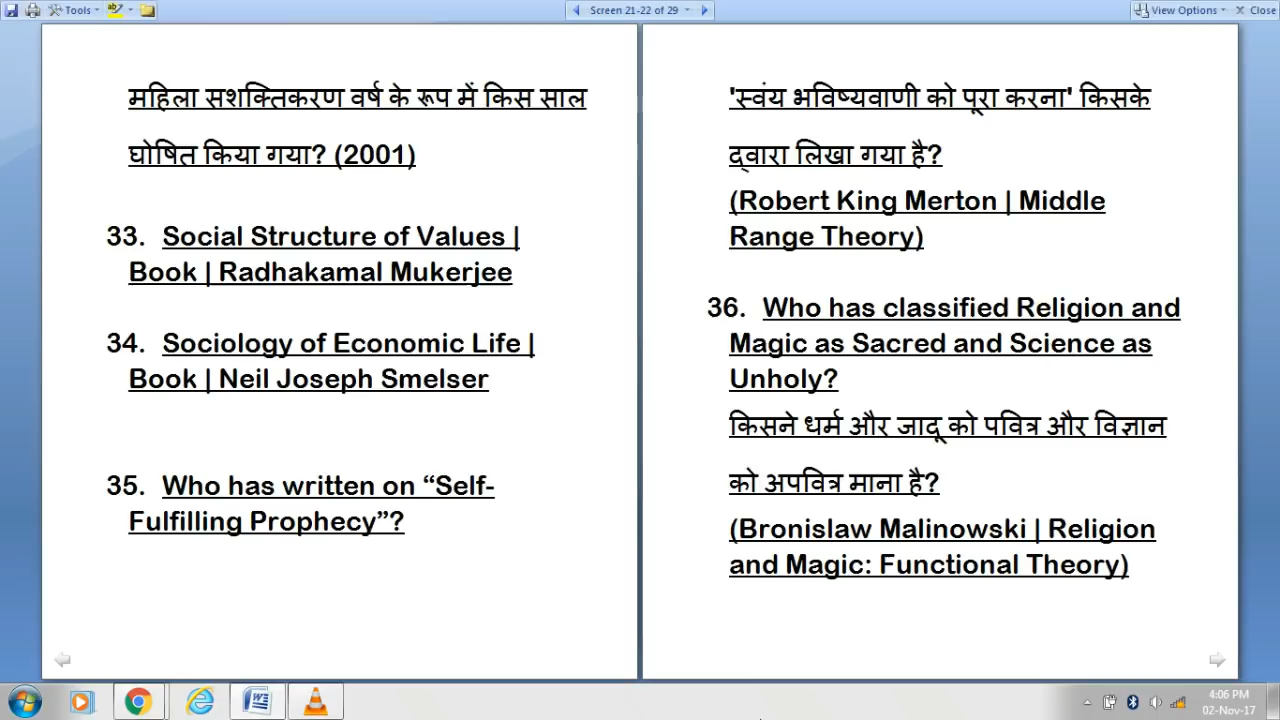 Tools
Screen 21-22 of 29
View Options
Close
महिला सशक्तिकरण वर्ष के रूप में किस साल
घोषित किया गया? (2001)
33. Social Structure of Values |
Book | Radhakamal Mukerjee
34. Sociology of Economic Life |
Book | Neil Joseph Smelser
35. Who has written on “Self-
Fulfilling Prophecy”?
'स्वंय भविष्यवाणी को पूरा करना' किसके
द्वारा लिखा गया है?
(Robert King Merton | Middle
Range Theory)
36. Who has classified Religion and
Magic as Sacred and Science as
Unholy?
किसने धर्म और जादू को पवित्र और विज्ञान
को अपवित्र माना है?
(Bronislaw Malinowski | Religion
and Magic: Functional Theory)
4:06 PM
02-Nov-17